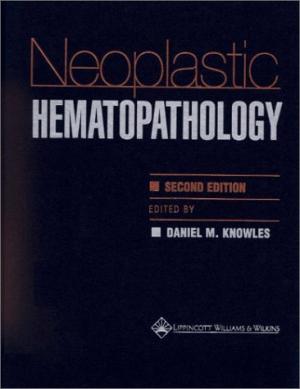 Neoplastic
HEMATOPATHOLOGY
SECOND EDITION
EDITED BY
DANIEL M. KNOWLES
LIPPINCOTT WILLIAMS & WILKINS